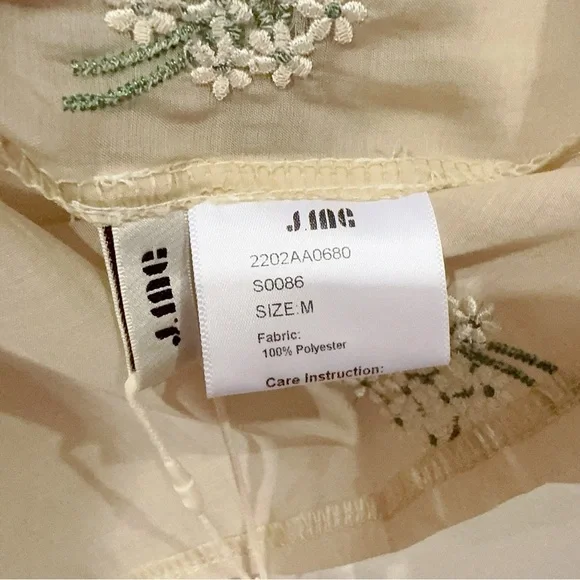 J.ING
2202AA0680
S0086
SIZE:M
Fabric:
100% Polyester
Care Instruction:
J.ING